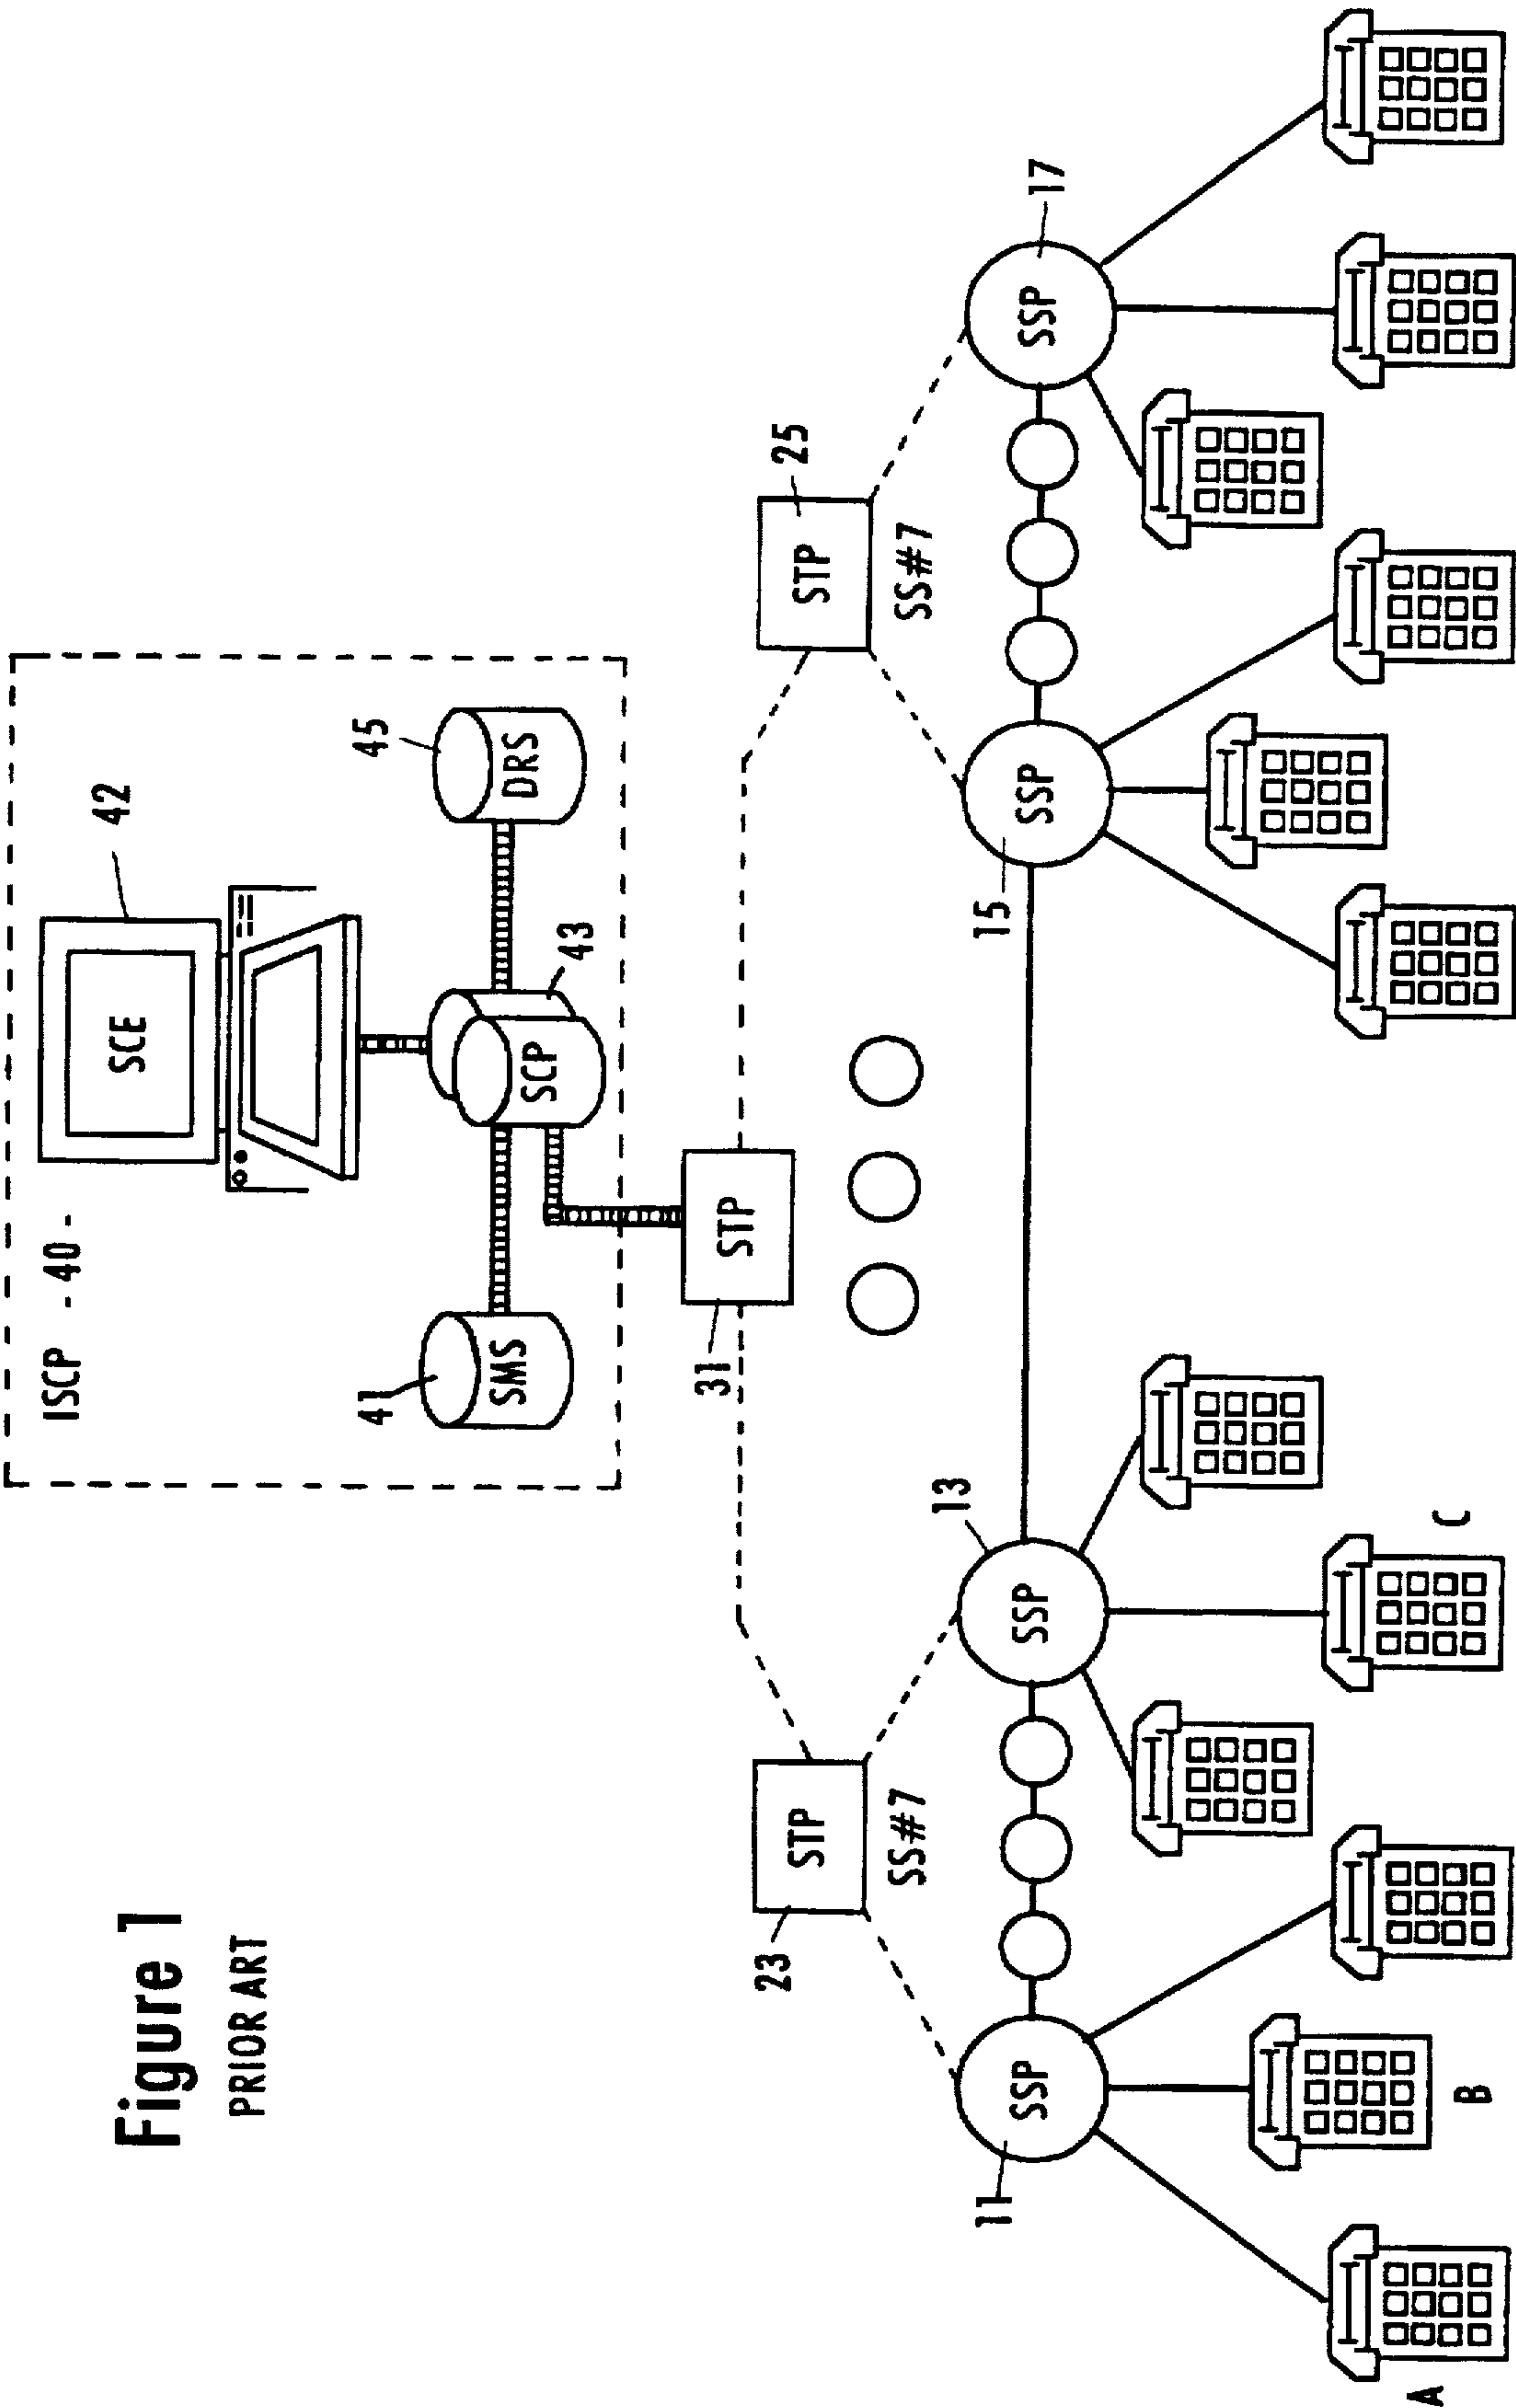 Figure 1
PRIOR ART
ISCP -40-
SCE
42
41
SMS
SCP
43
45
DRS
31
STP
23
STP
SS#7
STP
25
SS#7
11
SSP
SSP
13
15
SSP
SSP
17
A
B
C